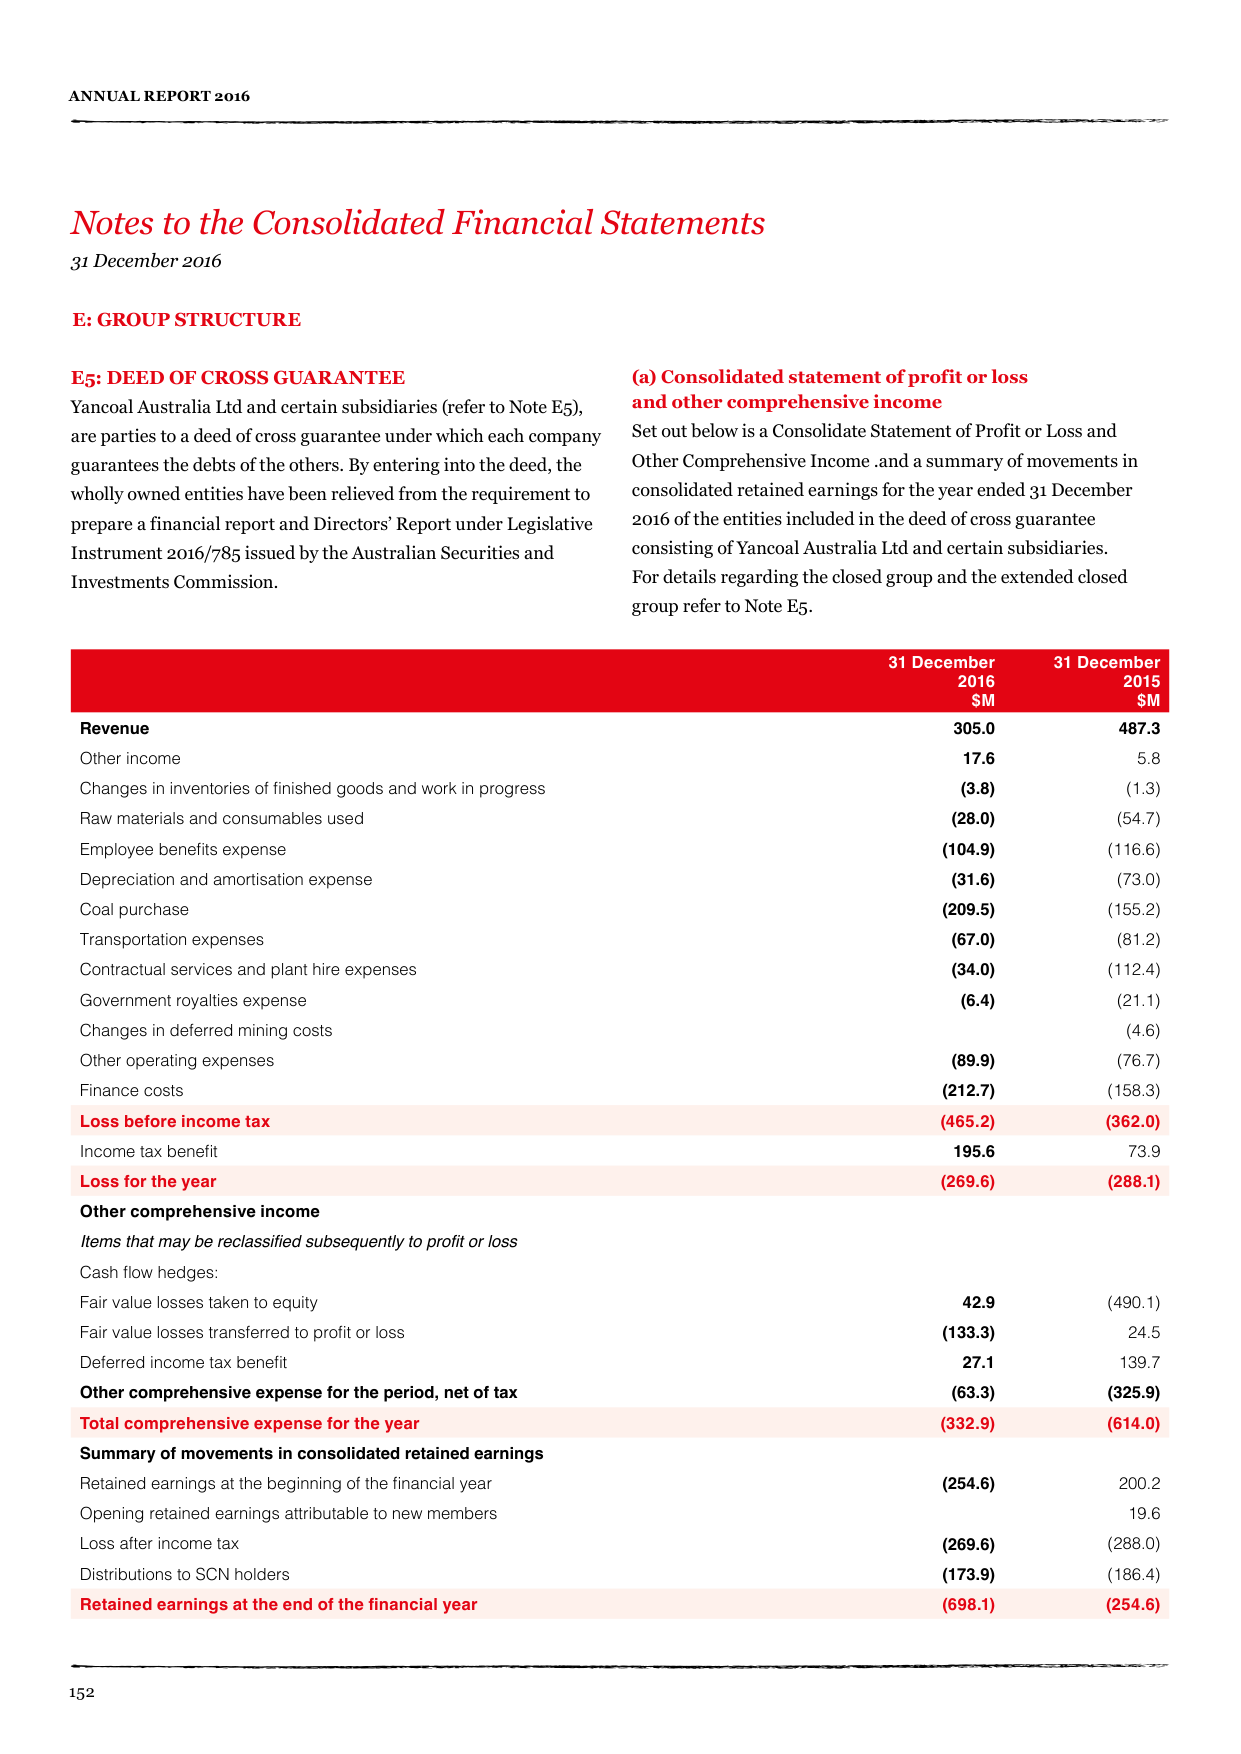 ANNUAL REPORT 2016
Notes to the Consolidated Financial Statements
31 December 2016
E: GROUP STRUCTURE
E5: DEED OF CROSS GUARANTEE
Yancoal Australia Ltd and certain subsidiaries (refer to Note E5),
are parties to a deed of cross guarantee under which each company
guarantees the debts of the others. By entering into the deed, the
wholly owned entities have been relieved from the requirement to
prepare a financial report and Directors’ Report under Legislative
Instrument 2016/785 issued by the Australian Securities and
Investments Commission.
(a) Consolidated statement of profit or loss
and other comprehensive income
Set out below is a Consolidate Statement of Profit or Loss and
Other Comprehensive Income .and a summary of movements in
consolidated retained earnings for the year ended 31 December
2016 of the entities included in the deed of cross guarantee
consisting of Yancoal Australia Ltd and certain subsidiaries.
For details regarding the closed group and the extended closed
group refer to Note E5.
31 December 31 December
2016 2015
$M $M
Revenue 305.0 487.3
Other income 17.6 5.8
Changes in inventories of finished goods and work in progress (3.8) (1.3)
Raw materials and consumables used (28.0) (54.7)
Employee benefits expense (104.9) (116.6)
Depreciation and amortisation expense (31.6) (73.0)
Coal purchase (209.5) (155.2)
Transportation expenses (67.0) (81.2)
Contractual services and plant hire expenses (34.0) (112.4)
Government royalties expense (6.4) (21.1)
Changes in deferred mining costs (4.6)
Other operating expenses (89.9) (76.7)
Finance costs (212.7) (158.3)
Loss before income tax (465.2) (362.0)
Income tax benefit 195.6 73.9
Loss for the year (269.6) (288.1)
Other comprehensive income
Items that may be reclassified subsequently to profit or loss
Cash flow hedges:
Fair value losses taken to equity 42.9 (490.1)
Fair value losses transferred to profit or loss (133.3) 24.5
Deferred income tax benefit 27.1 139.7
Other comprehensive expense for the period, net of tax (63.3) (325.9)
Total comprehensive expense for the year (332.9) (614.0)
Summary of movements in consolidated retained earnings
Retained earnings at the beginning of the financial year (254.6) 200.2
Opening retained earnings attributable to new members 19.6
Loss after income tax (269.6) (288.0)
Distributions to SCN holders (173.9) (186.4)
Retained earnings at the end of the financial year (698.1) (254.6)
152